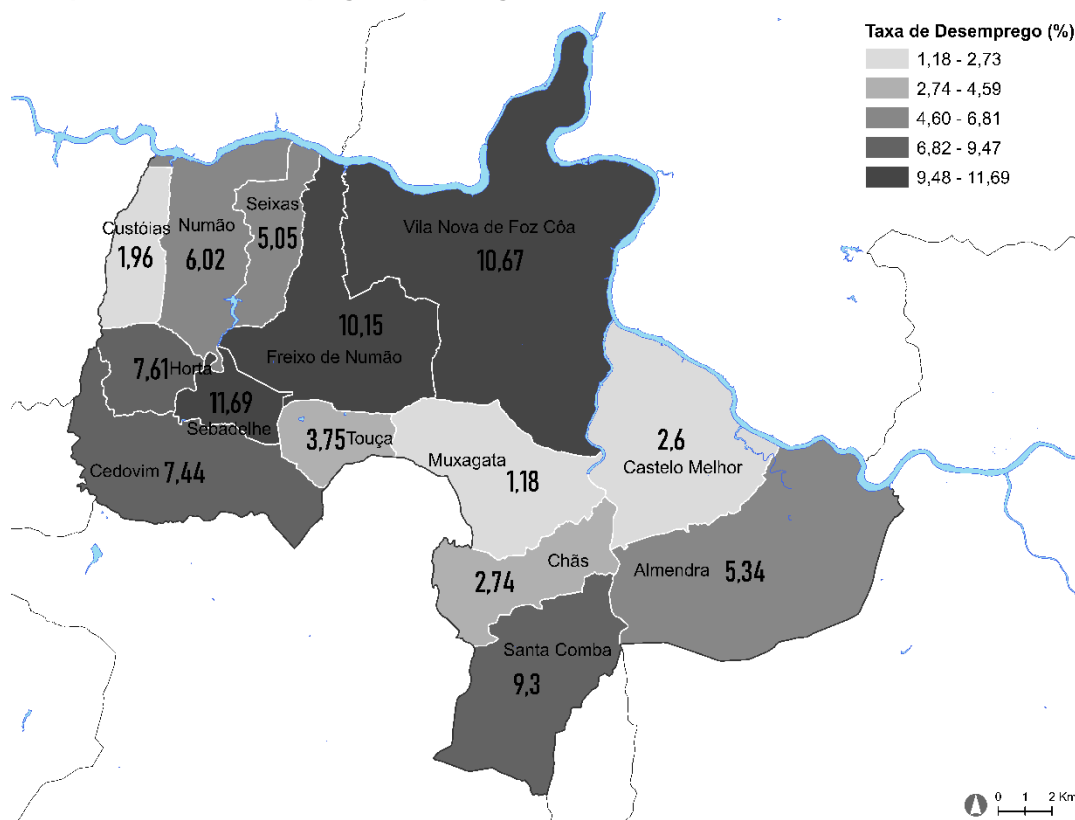 Taxa de Desemprego (%)
1,18 - 2,73
2,74 - 4,59
4,60 - 6,81
6,82 - 9,47
9,48 - 11,69
Seixas
5,05
Custóias
1,96
Numão
6,02
Vila Nova de Foz Côa
10,67
10,15
Freixo de Numão
7,61 Horta
11,69
Sebadelhe
3,75 Touça
2,6
Castelo Melhor
Muxagata
1,18
Cedovim 7,44
Chãs
2,74
Almendra 5,34
Santa Comba
9,3
0 1 2 Km